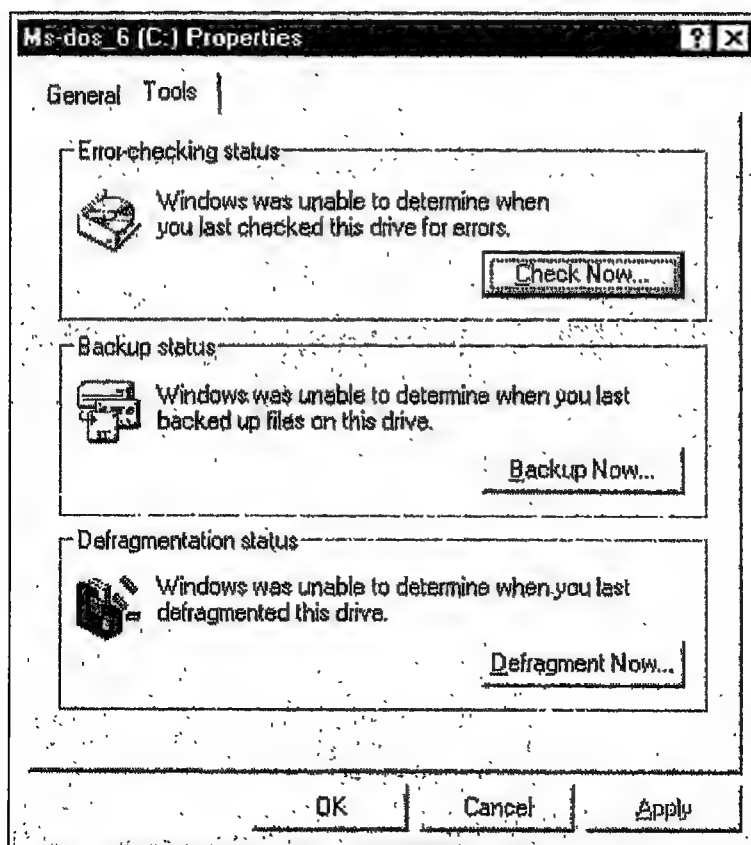 Ms-dos_6 (C:) Properties
General Tools
Error-checking status
Windows was unable to determine when
you last checked this drive for errors.
Check Now...
Backup status
Windows was unable to determine when you last
backed up files on this drive.
Backup Now...
Defragmentation status
Windows was unable to determine when you last
defragmented this drive.
Defragment Now...
OK Cancel Apply